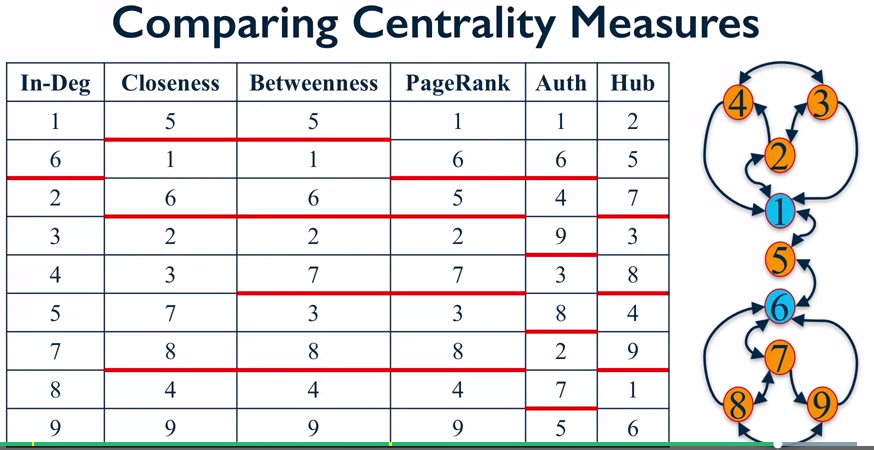 Comparing Centrality Measures
In-Deg Closeness Betweenness PageRank Auth Hub
1 5 5 1 1 2
6 1 1 6 6 5
2 6 6 5 4 7
3 2 2 2 9 3
4 3 7 7 3 8
5 7 3 3 8 4
7 8 8 8 2 9
8 4 4 4 7 1
9 9 9 9 5 6
4 3
2
1
5
6
7
8 9